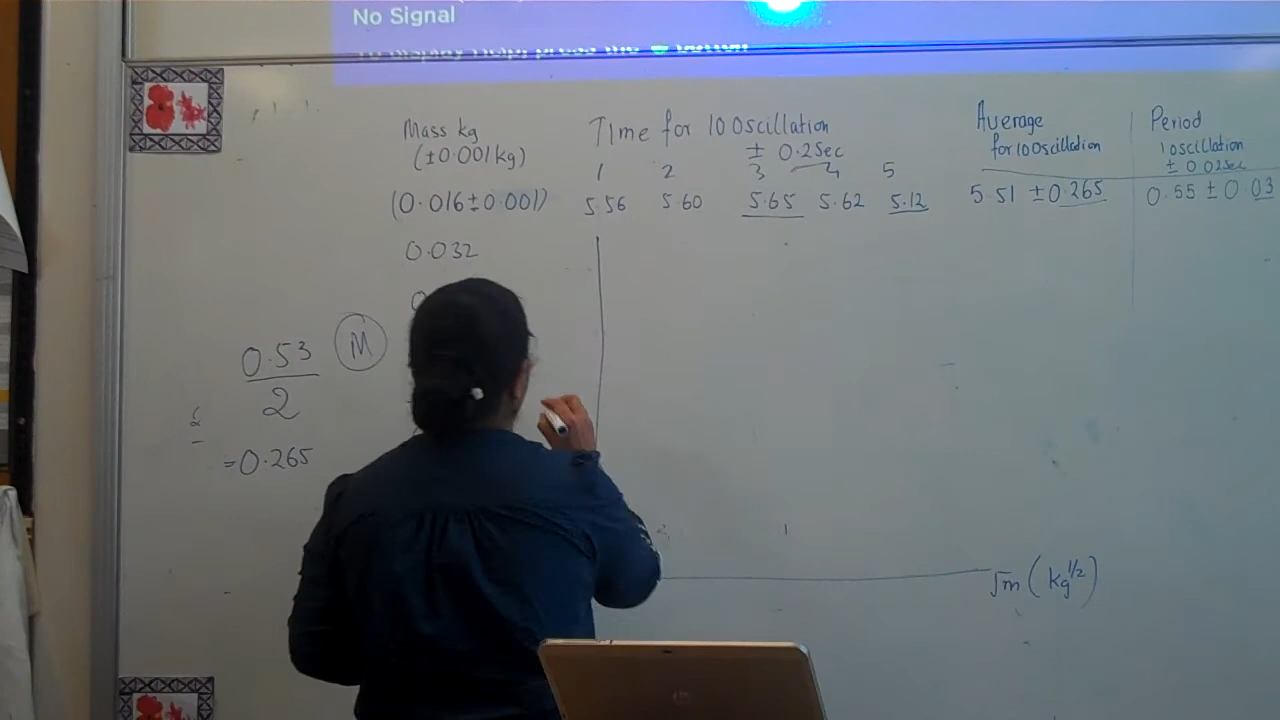 No Signal
Mass kg
(±0.001kg)
TIme for 10 Oscillation
± 0.2Sec
1 2 3 4 5
Average
for 10 Oscillation
Period
1 oscillation
± 0.02Sec
(0.016±0.001) 5.56 5.60 5.65 5.62 5.12 5.51 ±0.265 0.55 ± 0.03
0.032
0.53
2
=0.265
M
√m (kg^1/2)